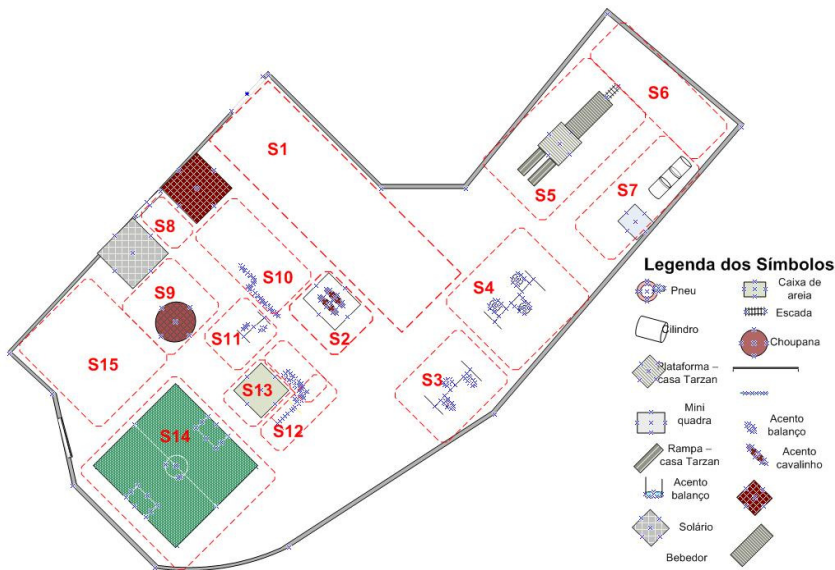 S6
S1
S5
S7
S8
S10
S9
S4
S11
S2
S15
S3
S13
S12
S14
Legenda dos Símbolos
Pneu
Caixa de
areia
Escada
Cilindro
Choupana
Plataforma –
casa Tarzan
Mini
quadra
Acento
balanço
Rampa –
casa Tarzan
Acento
cavalinho
Acento
balanço
Solário
Bebedor